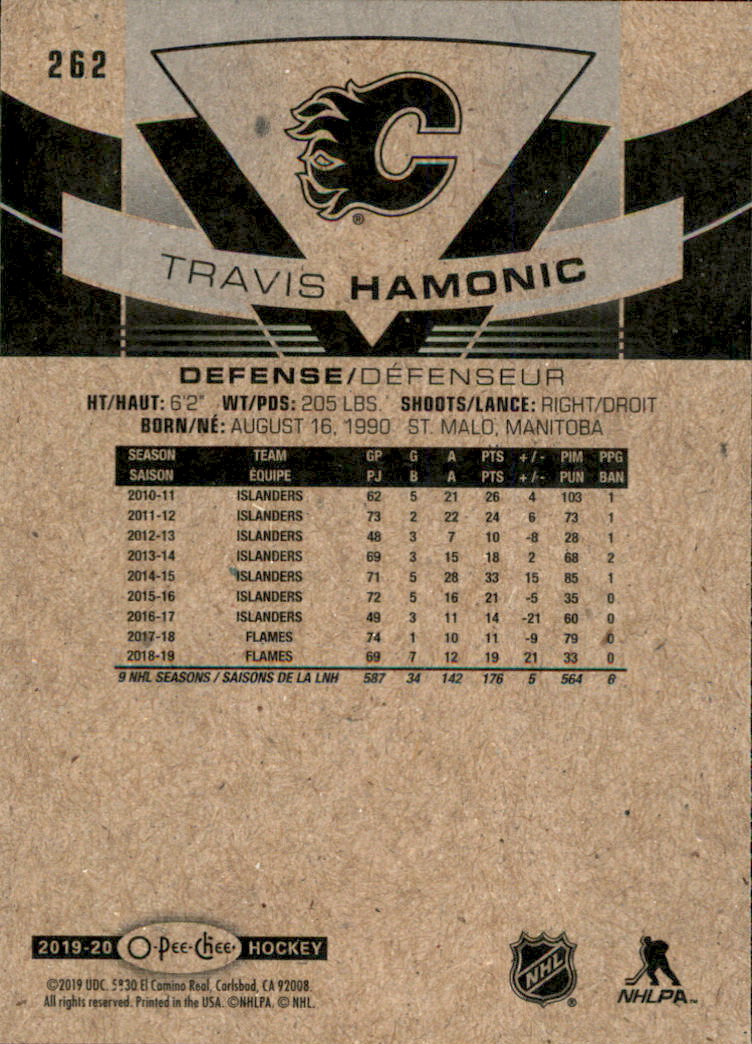 262
C
®
TRAVIS HAMONIC
DEFENSE/DÉFENSEUR
HT/HAUT: 6'2" WT/PDS: 205 LBS. SHOOTS/LANCE: RIGHT/DROIT
BORN/NÉ: AUGUST 16, 1990 ST. MALO, MANITOBA
SEASON TEAM GP G A PTS +/- PIM PPG
SAISON ÉQUIPE PJ B A PTS +/- PUN BAN
2010-11 ISLANDERS 62 5 21 26 4 103 1
2011-12 ISLANDERS 73 2 22 24 6 73 1
2012-13 ISLANDERS 48 3 7 10 -8 28 1
2013-14 ISLANDERS 69 3 15 18 2 68 2
2014-15 ISLANDERS 71 5 28 33 15 85 1
2015-16 ISLANDERS 72 5 16 21 -5 35 0
2016-17 ISLANDERS 49 3 11 14 -21 60 0
2017-18 FLAMES 74 1 10 11 -9 79 0
2018-19 FLAMES 69 7 12 19 21 33 0
9 NHL SEASONS / SAISONS DE LA LNH 587 34 142 176 5 564 6
2019-20 O-Pee-Chee HOCKEY
©2019 UDC. 5830 El Camino Real, Carlsbad, CA 92008.
All rights reserved. Printed in the USA. ©NHLPA. © NHL.
NHL ®
NHLPA™